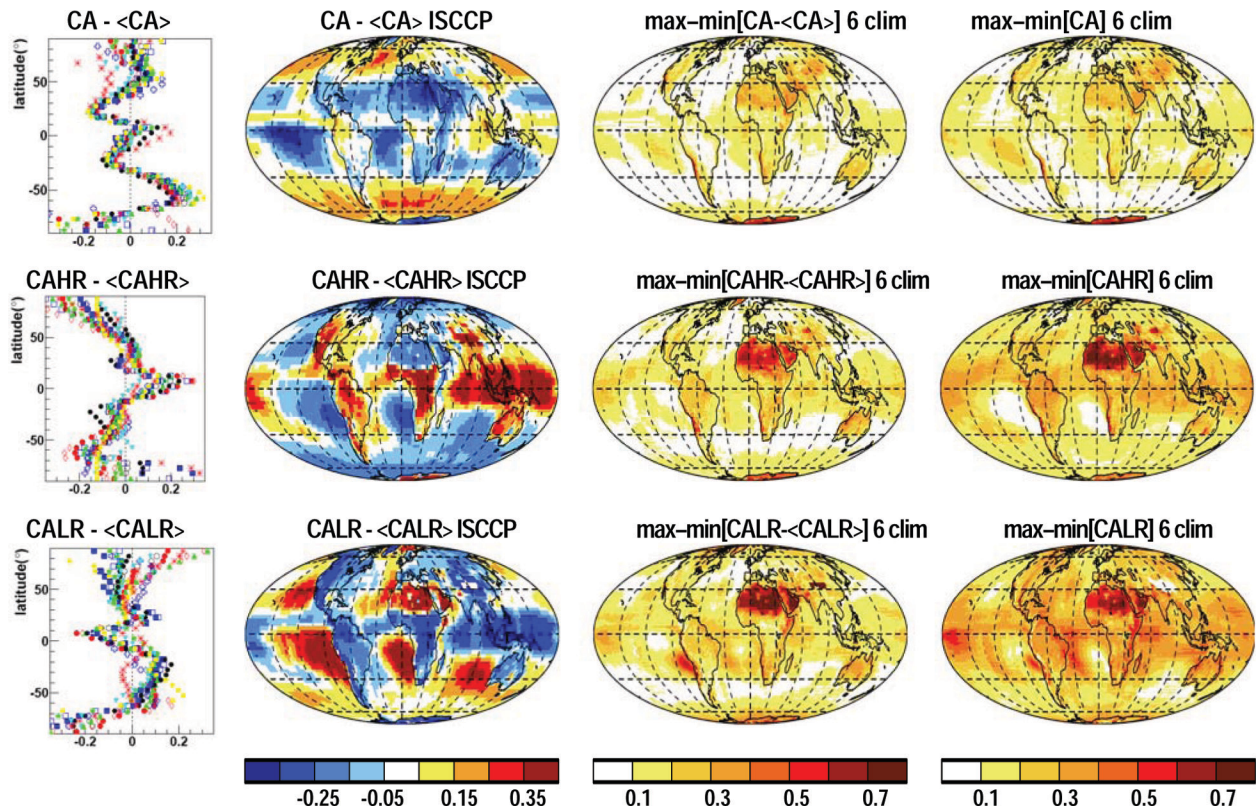 CA - <CA>
CA - <CA> ISCCP
max–min[CA-<CA>] 6 clim
max–min[CA] 6 clim
latitude(°)
50
0
-50
-0.2 0 0.2
CAHR - <CAHR>
CAHR - <CAHR> ISCCP
max–min[CAHR-<CAHR>] 6 clim
max–min[CAHR] 6 clim
latitude(°)
50
0
-50
-0.2 0 0.2
CALR - <CALR>
CALR - <CALR> ISCCP
max–min[CALR-<CALR>] 6 clim
max–min[CALR] 6 clim
latitude(°)
50
0
-50
-0.2 0 0.2
-0.25 -0.05 0.15 0.35
0.1 0.3 0.5 0.7
0.1 0.3 0.5 0.7